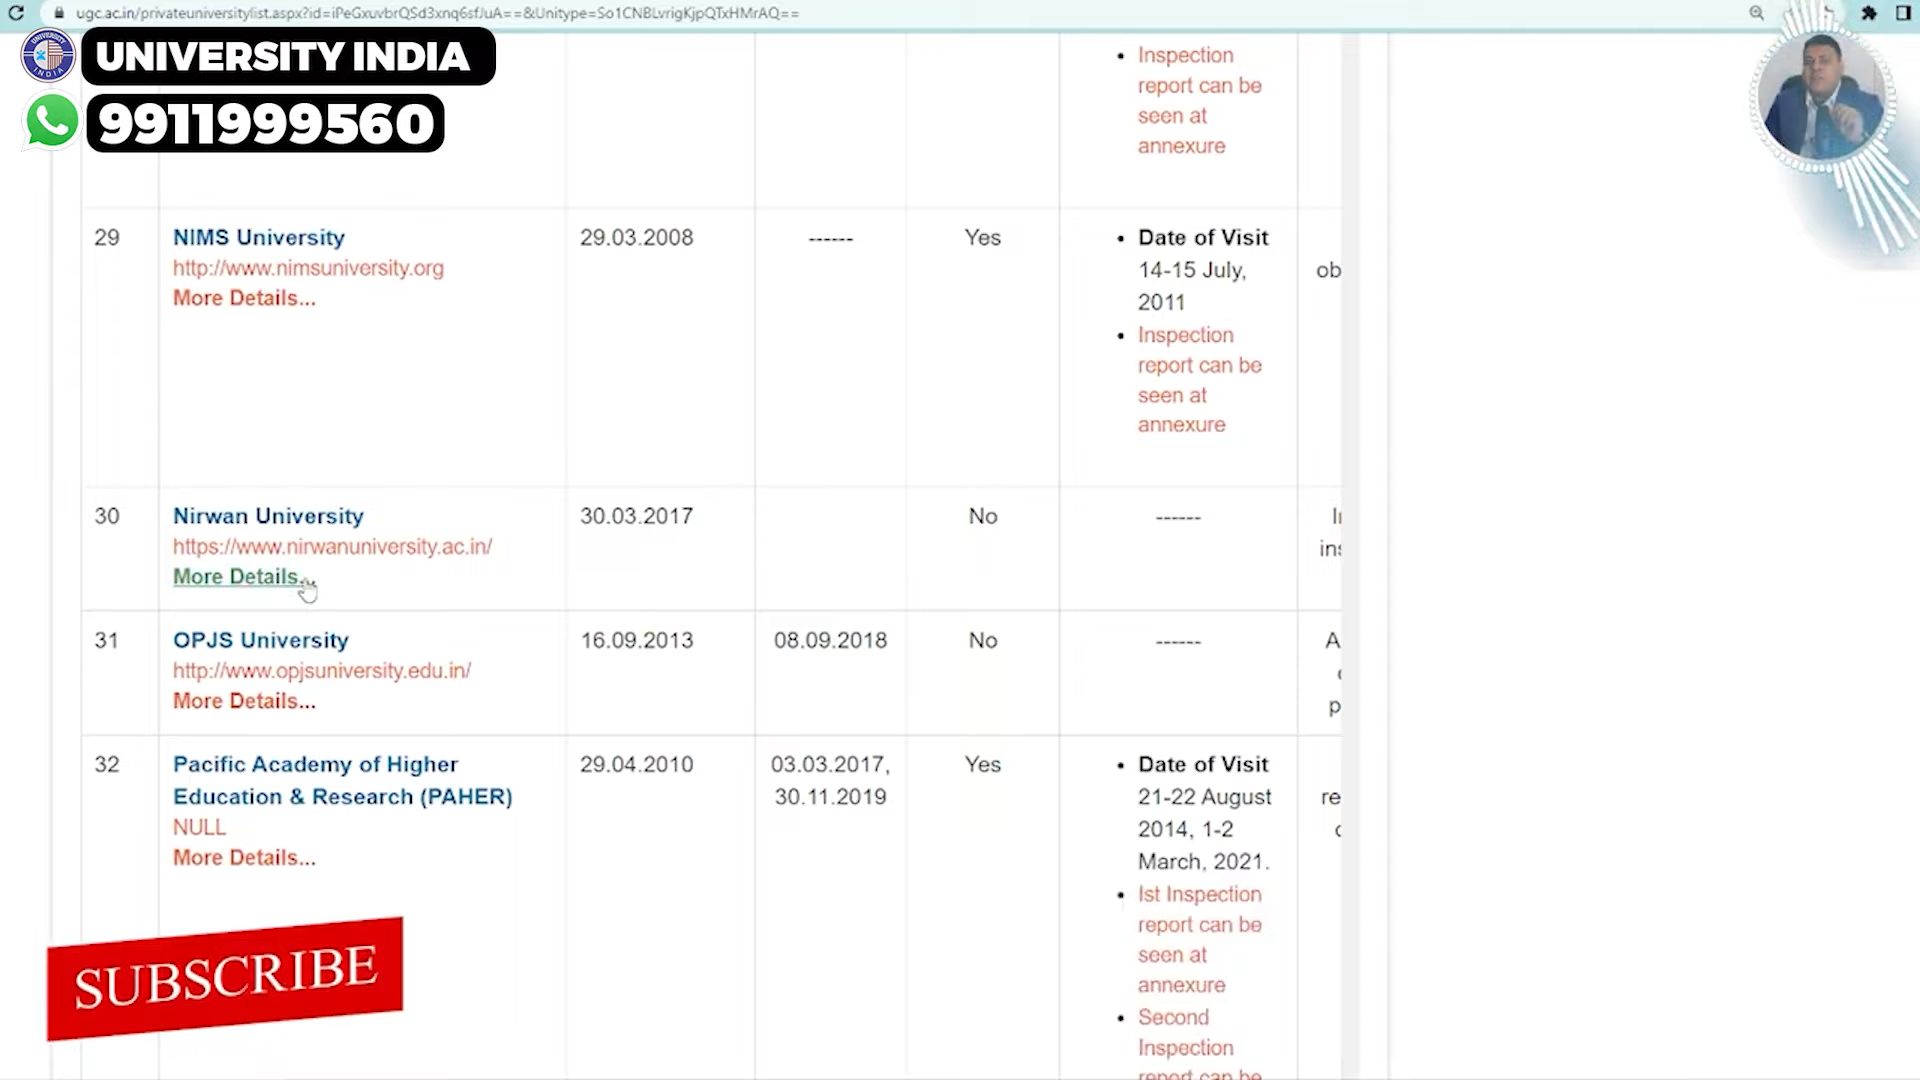 ugc.ac.in/privateuniversitylist.aspx?id=iPeGxuvbrQSd3xnq6sfJuA==&Unitype=So1CNBLvrigKjpQTxHMrAQ==
UNIVERSITY INDIA
9911999560
Inspection
report can be
seen at
annexure
29
NIMS University
http://www.nimsuniversity.org
More Details...
29.03.2008
------
Yes
Date of Visit
14-15 July,
2011
Inspection
report can be
seen at
annexure
ob
30
Nirwan University
https://www.nirwanuniversity.ac.in/
More Details...
30.03.2017
No
------
ins
31
OPJS University
http://www.opjsuniversity.edu.in/
More Details...
16.09.2013
08.09.2018
No
------
A
p
32
Pacific Academy of Higher
Education & Research (PAHER)
NULL
More Details...
29.04.2010
03.03.2017,
30.11.2019
Yes
Date of Visit
21-22 August
2014, 1-2
March, 2021.
Ist Inspection
report can be
seen at
annexure
Second
Inspection
report can be
re
SUBSCRIBE